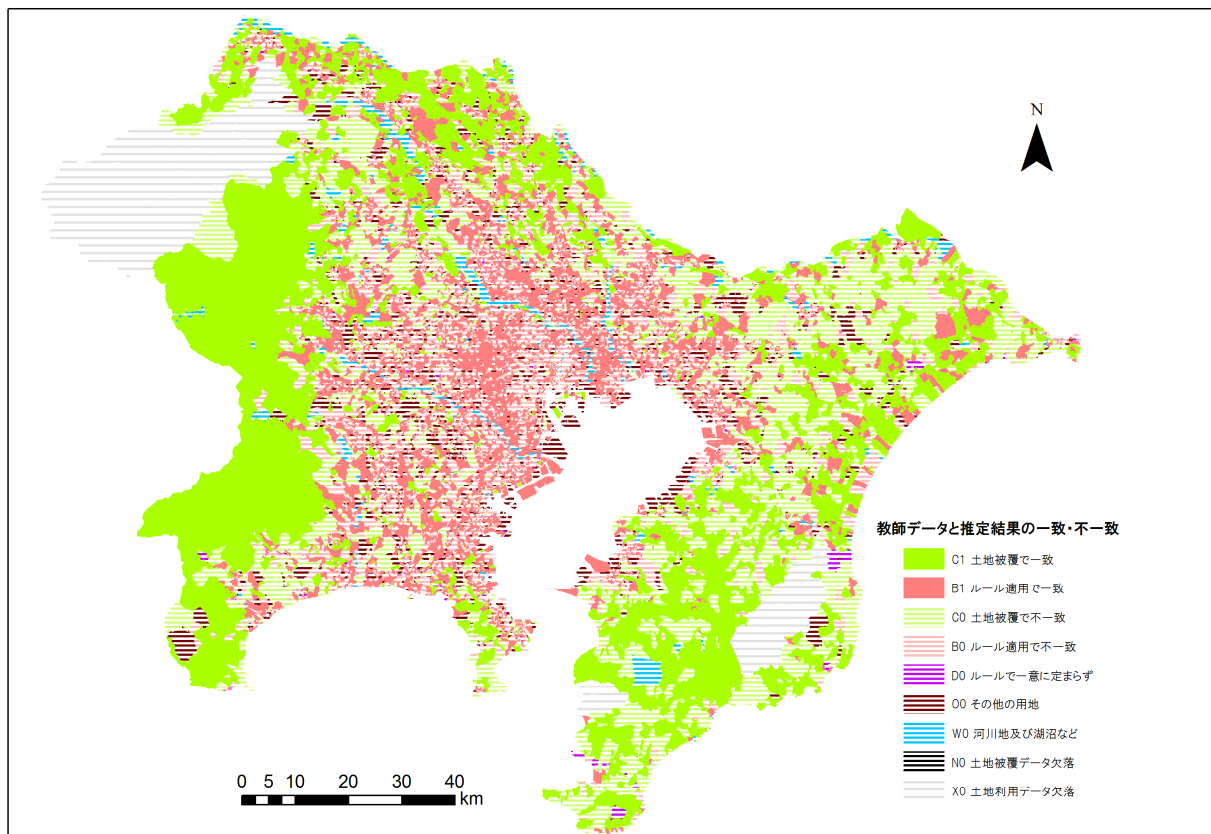 N
教師データと推定結果の一致・不一致
C1 土地被覆で一致
B1 ルール適用で一致
C0 土地被覆で不一致
B0 ルール適用で不一致
D0 ルールで一意に定まらず
O0 その他の用地
W0 河川地及び湖沼など
N0 土地被覆データ欠落
X0 土地利用データ欠落
0 5 10 20 30 40
km